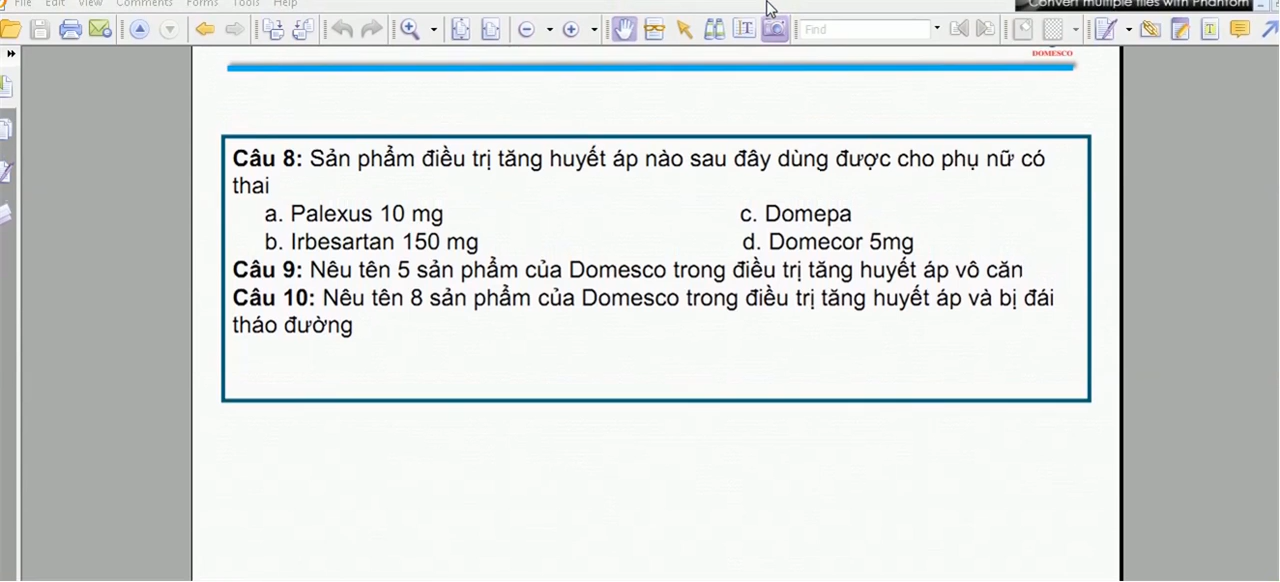 File Edit View Comments Forms Tools Help
Convert multiple files with Phantom
Find
DOMESCO
Câu 8: Sản phẩm điều trị tăng huyết áp nào sau đây dùng được cho phụ nữ có
thai
a. Palexus 10 mg c. Domepa
b. Irbesartan 150 mg d. Domecor 5mg
Câu 9: Nêu tên 5 sản phẩm của Domesco trong điều trị tăng huyết áp vô căn
Câu 10: Nêu tên 8 sản phẩm của Domesco trong điều trị tăng huyết áp và bị đái
tháo đường